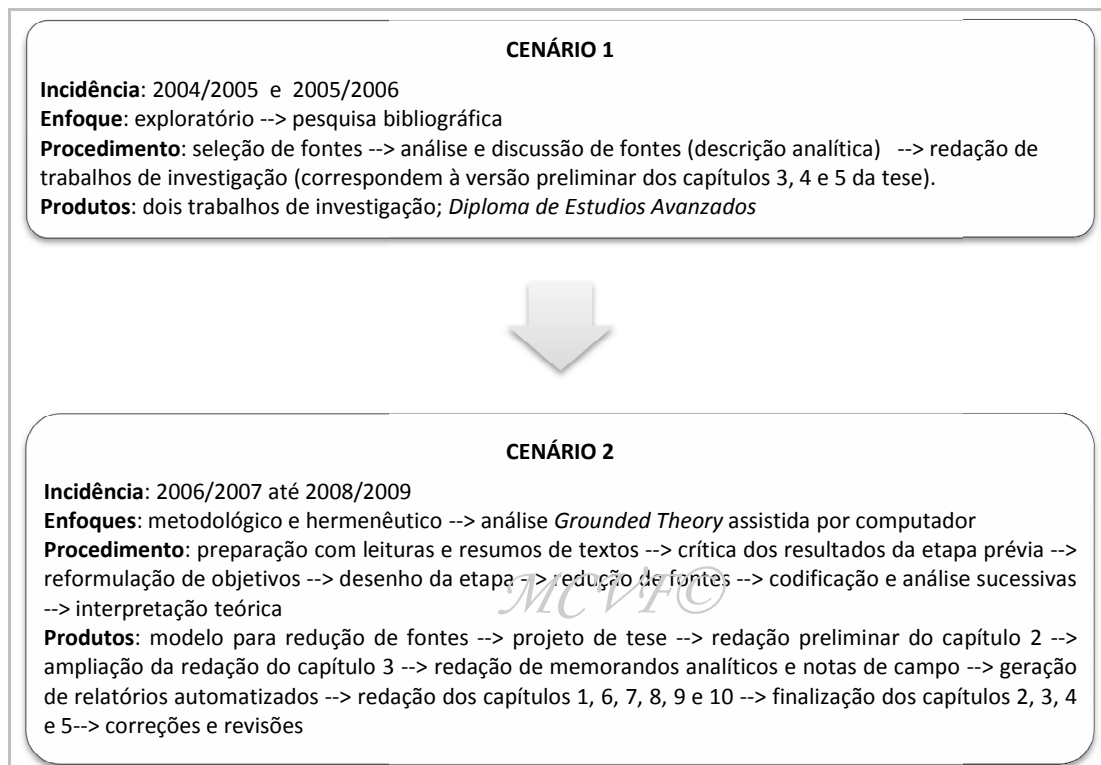 CENÁRIO 1
Incidência: 2004/2005 e 2005/2006
Enfoque: exploratório --> pesquisa bibliográfica
Procedimento: seleção de fontes --> análise e discussão de fontes (descrição analítica) --> redação de
trabalhos de investigação (correspondem à versão preliminar dos capítulos 3, 4 e 5 da tese).
Produtos: dois trabalhos de investigação; Diploma de Estudios Avanzados
CENÁRIO 2
Incidência: 2006/2007 até 2008/2009
Enfoques: metodológico e hermenêutico --> análise Grounded Theory assistida por computador
Procedimento: preparação com leituras e resumos de textos --> crítica dos resultados da etapa prévia -->
reformulação de objetivos --> desenho da etapa --> redução de fontes --> codificação e análise sucessivas
--> interpretação teórica
MCVF©
Produtos: modelo para redução de fontes --> projeto de tese --> redação preliminar do capítulo 2 -->
ampliação da redação do capítulo 3 --> redação de memorandos analíticos e notas de campo --> geração
de relatórios automatizados --> redação dos capítulos 1, 6, 7, 8, 9 e 10 --> finalização dos capítulos 2, 3, 4
e 5--> correções e revisões